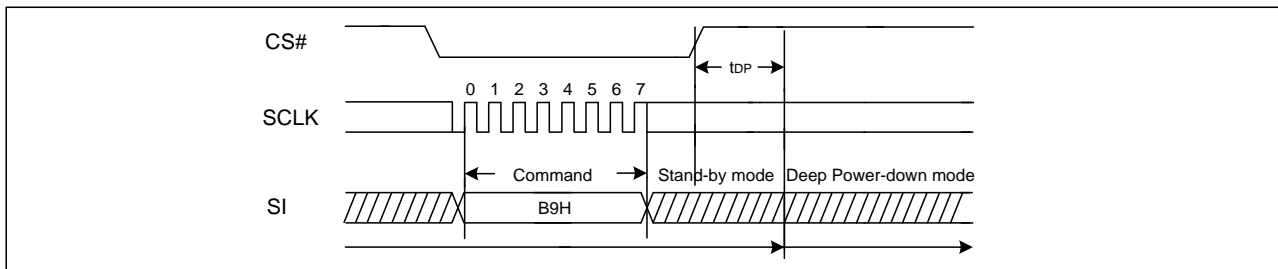 CS#
tDP
0 1 2 3 4 5 6 7
SCLK
Command Stand-by mode Deep Power-down mode
SI B9H